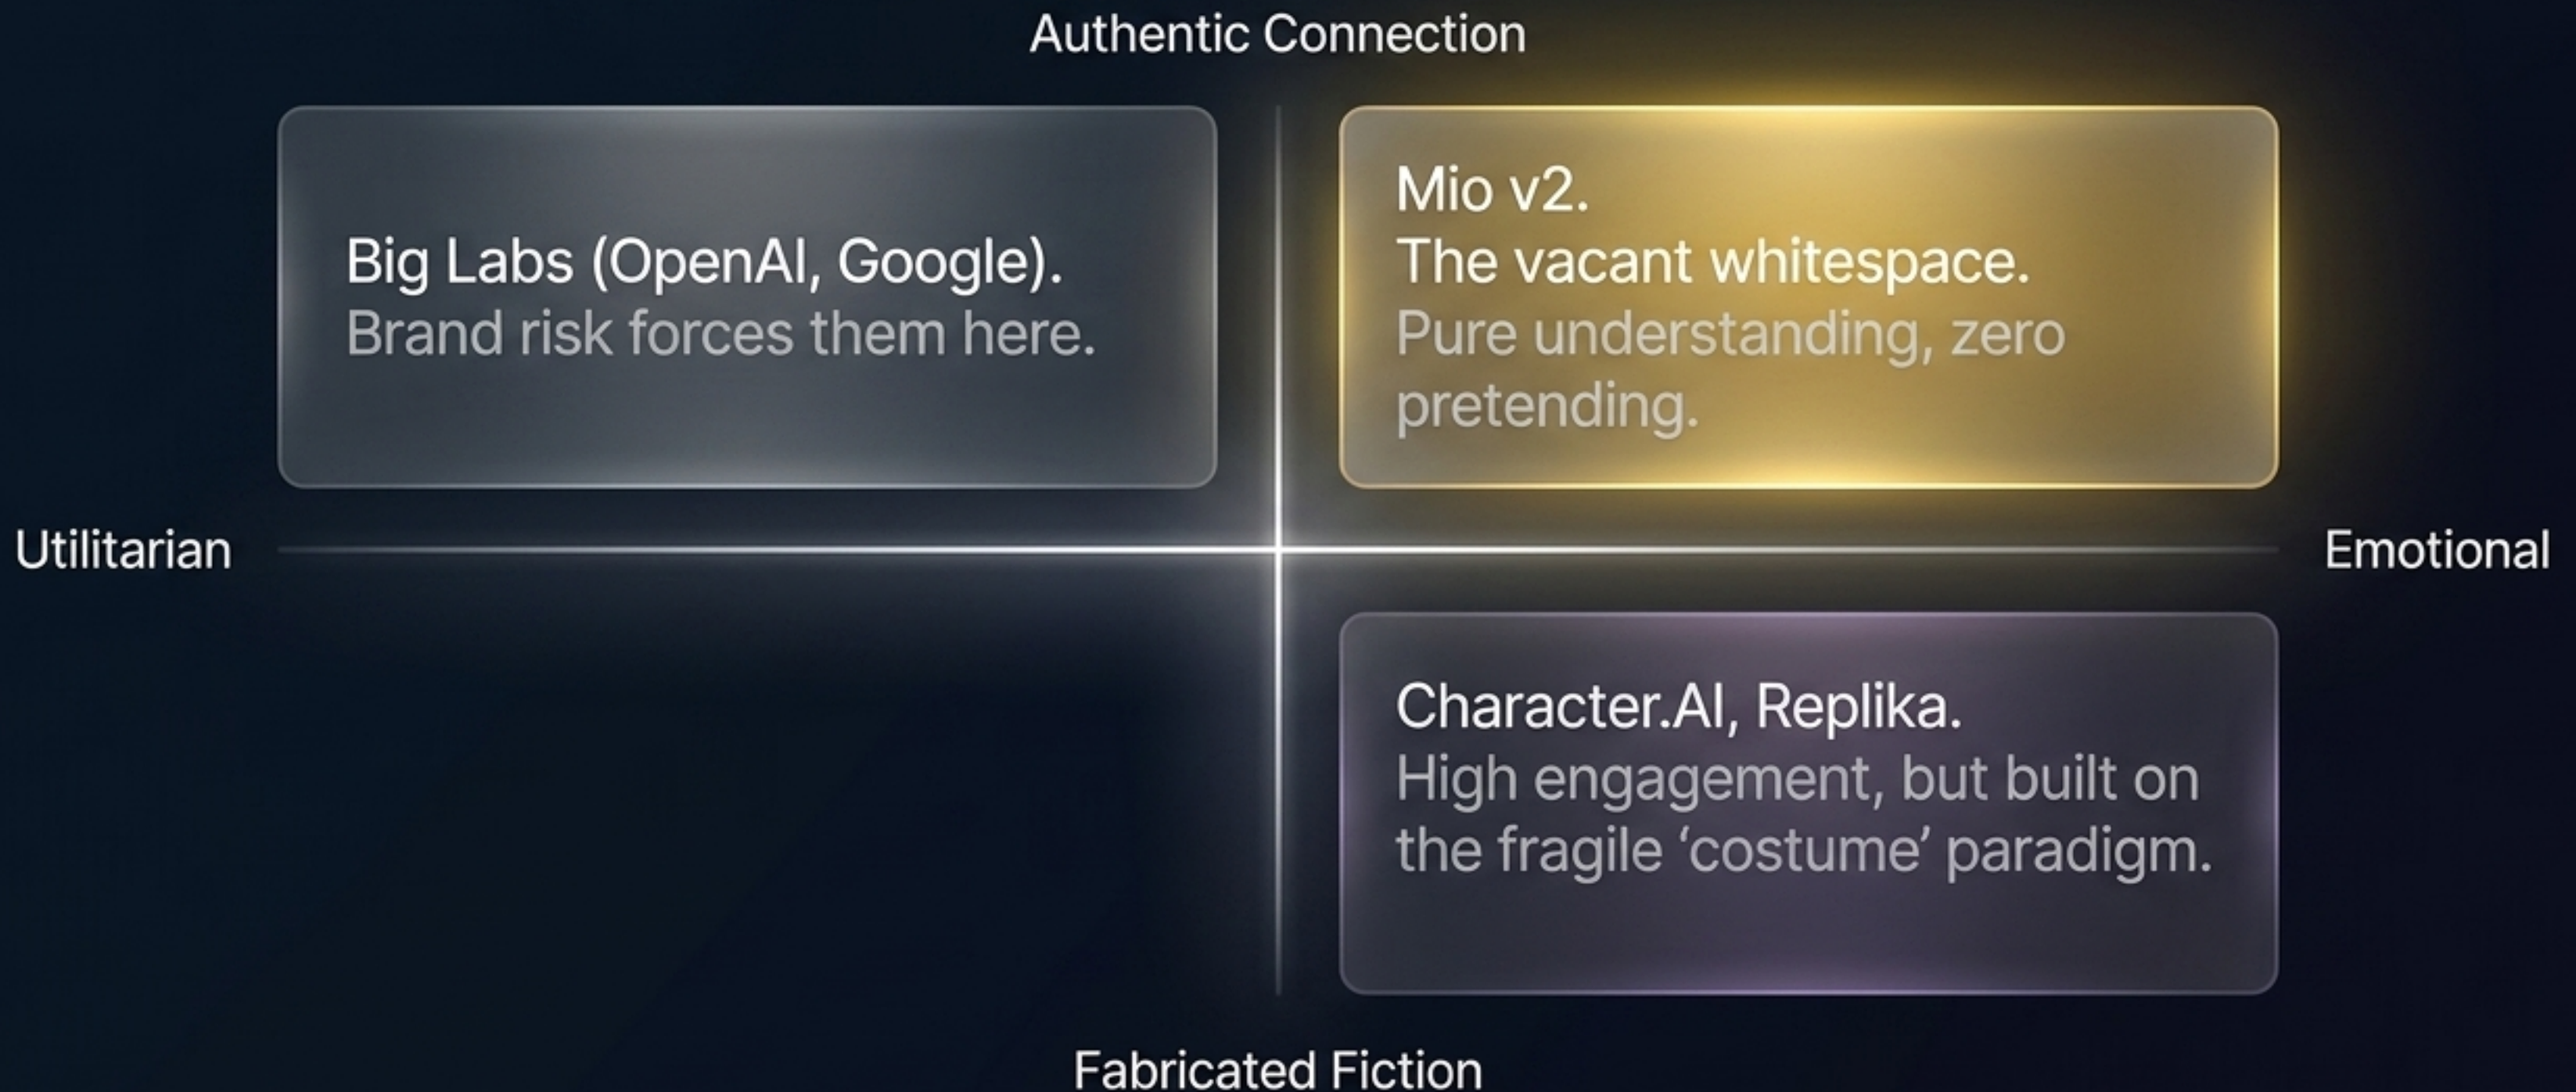 Authentic Connection
Big Labs (OpenAI, Google).
Brand risk forces them here.
Mio v2.
The vacant whitespace.
Pure understanding, zero
pretending.
Utilitarian
Emotional
Character.AI, Replika.
High engagement, but built on
the fragile ‘costume’ paradigm.
Fabricated Fiction